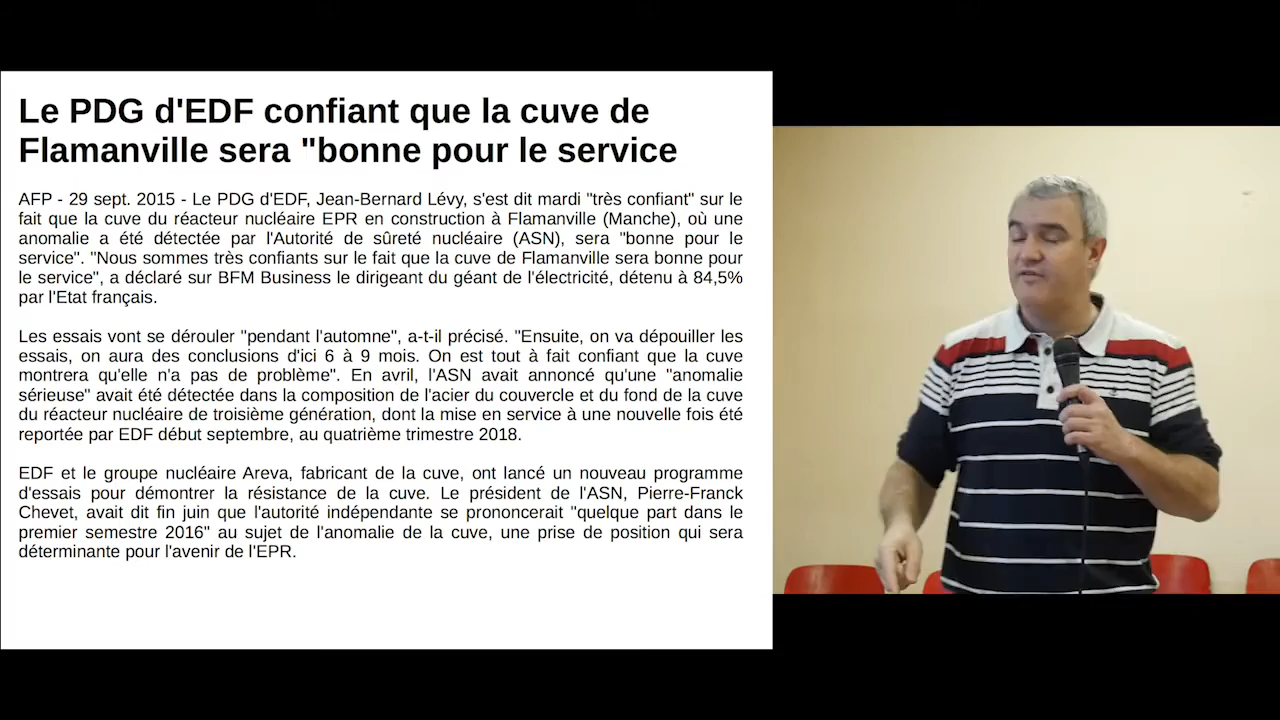 Le PDG d'EDF confiant que la cuve de
Flamanville sera "bonne pour le service
AFP - 29 sept. 2015 - Le PDG d'EDF, Jean-Bernard Lévy, s'est dit mardi "très confiant" sur le
fait que la cuve du réacteur nucléaire EPR en construction à Flamanville (Manche), où une
anomalie a été détectée par l'Autorité de sûreté nucléaire (ASN), sera "bonne pour le
service". "Nous sommes très confiants sur le fait que la cuve de Flamanville sera bonne pour
le service", a déclaré sur BFM Business le dirigeant du géant de l'électricité, détenu à 84,5%
par l'Etat français.
Les essais vont se dérouler "pendant l'automne", a-t-il précisé. "Ensuite, on va dépouiller les
essais, on aura des conclusions d'ici 6 à 9 mois. On est tout à fait confiant que la cuve
montrera qu'elle n'a pas de problème". En avril, l'ASN avait annoncé qu'une "anomalie
sérieuse" avait été détectée dans la composition de l'acier du couvercle et du fond de la cuve
du réacteur nucléaire de troisième génération, dont la mise en service à une nouvelle fois été
reportée par EDF début septembre, au quatrième trimestre 2018.
EDF et le groupe nucléaire Areva, fabricant de la cuve, ont lancé un nouveau programme
d'essais pour démontrer la résistance de la cuve. Le président de l'ASN, Pierre-Franck
Chevet, avait dit fin juin que l'autorité indépendante se prononcerait "quelque part dans le
premier semestre 2016" au sujet de l'anomalie de la cuve, une prise de position qui sera
déterminante pour l'avenir de l'EPR.